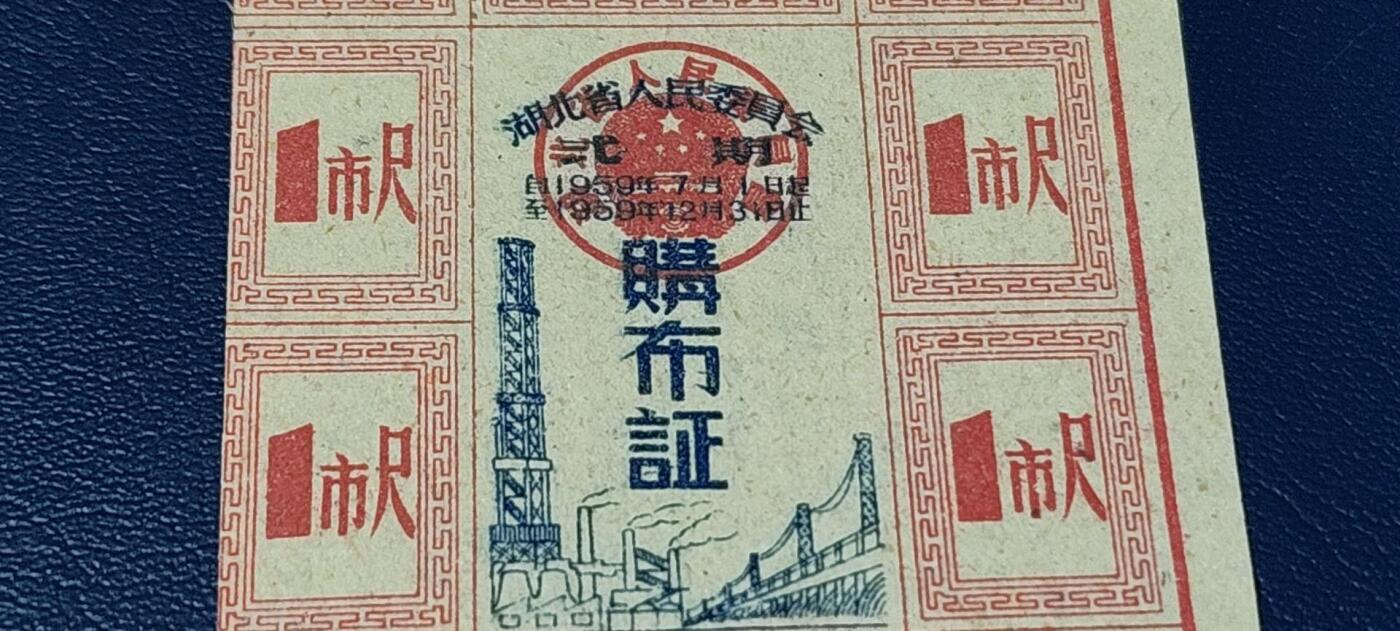 湖北省人民委員会
弍期
自1959年7月1日起
至1959年12月31日止
購布証
1市尺
1市尺
1市尺
1市尺